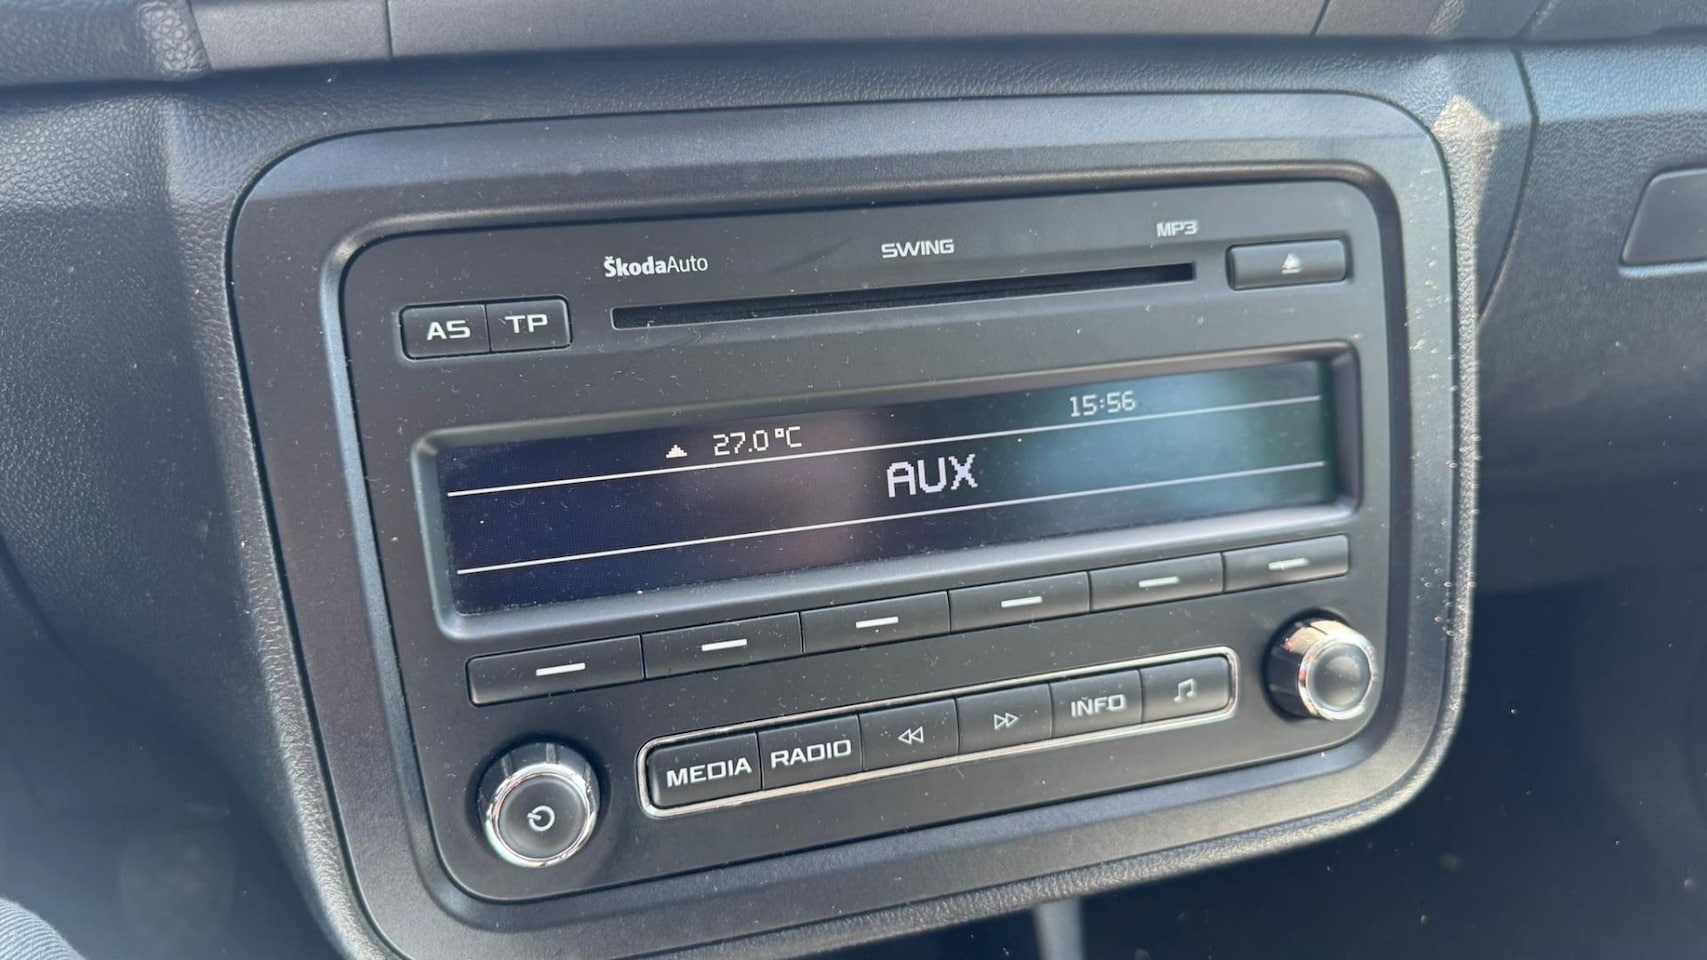 ŠkodaAuto SWING MP3
AS TP
27.0°C 15:56
AUX
MEDIA RADIO INFO